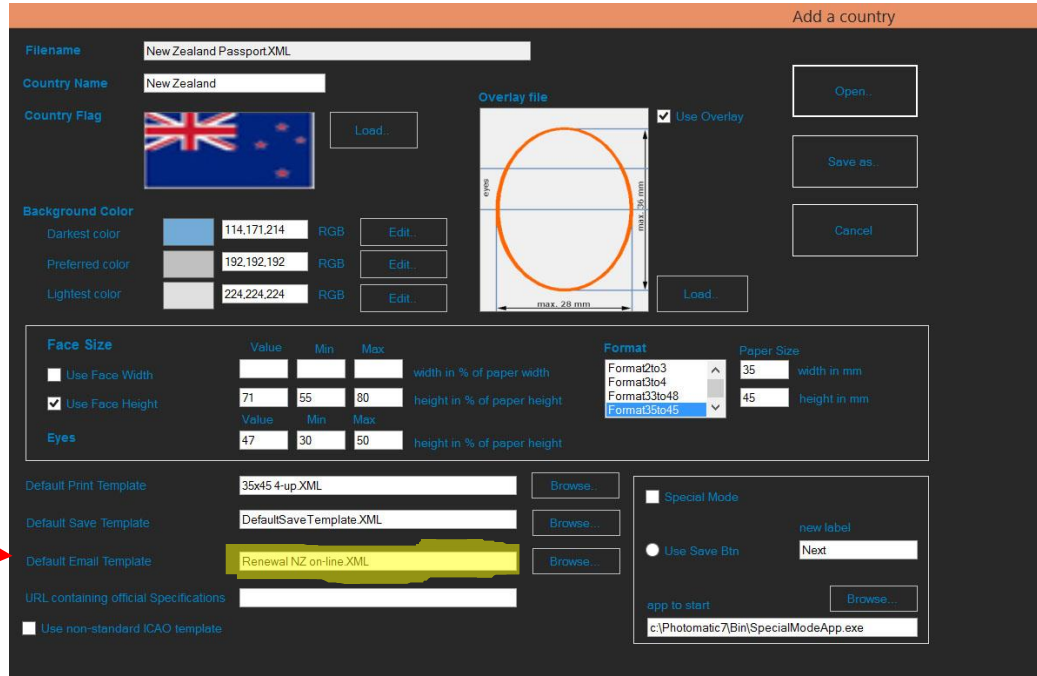 Add a country
Filename New Zealand Passport.XML
Country Name New Zealand
Country Flag Load..
Overlay file
Use Overlay
eyes
max. 36 mm
max. 28 mm
Load..
Open..
Save as..
Cancel
Background Color
Darkest color 114,171,214 RGB Edit..
Preferred color 192,192,192 RGB Edit..
Lightest color 224,224,224 RGB Edit..
Face Size Value Min Max
Use Face Width width in % of paper width
Use Face Height 71 55 80 height in % of paper height
Value Min Max
Eyes 47 30 50 height in % of paper height
Format Paper Size
Format2to3
Format3to4
Format33to48
Format35to45
35 width in mm
45 height in mm
Default Print Template 35x45 4-up.XML Browse..
Default Save Template DefaultSaveTemplate.XML Browse...
Default Email Template Renewal NZ on-line.XML Browse...
URL containing official Specifications
Use non-standard ICAO template
Special Mode
new label
Use Save Btn Next
app to start Browse...
c:\Photomatic7\Bin\SpecialModeApp.exe